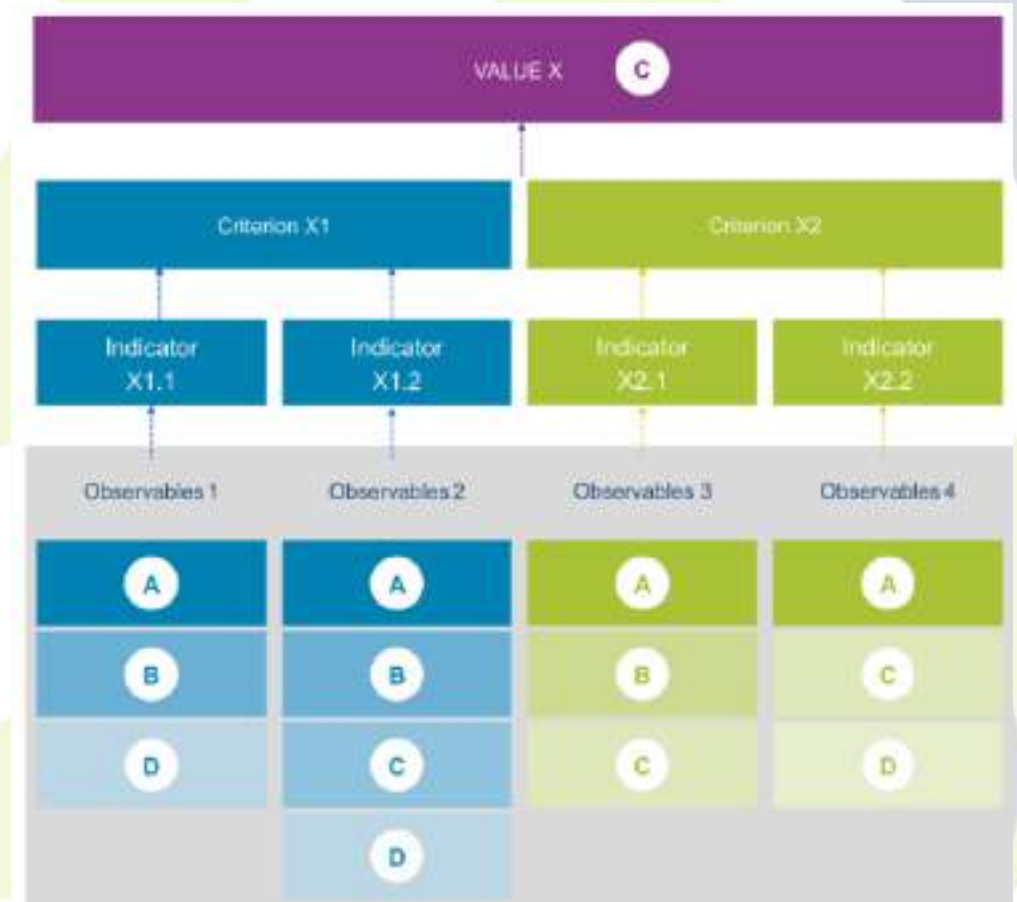 VALUE X C
Criterion X1
Criterion X2
Indicator
X1.1
Indicator
X1.2
Indicator
X2.1
Indicator
X2.2
Observables 1
Observables 2
Observables 3
Observables 4
A
A
A
A
B
B
B
C
D
C
C
D
D